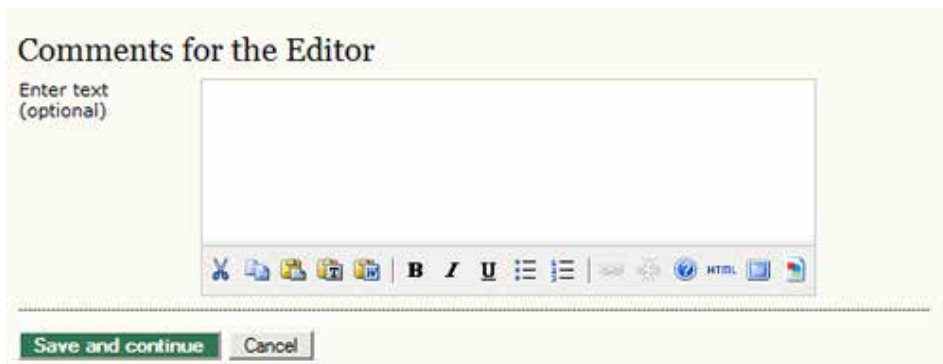 Comments for the Editor
Enter text
(optional)
T W B I U HTML
Save and continue Cancel